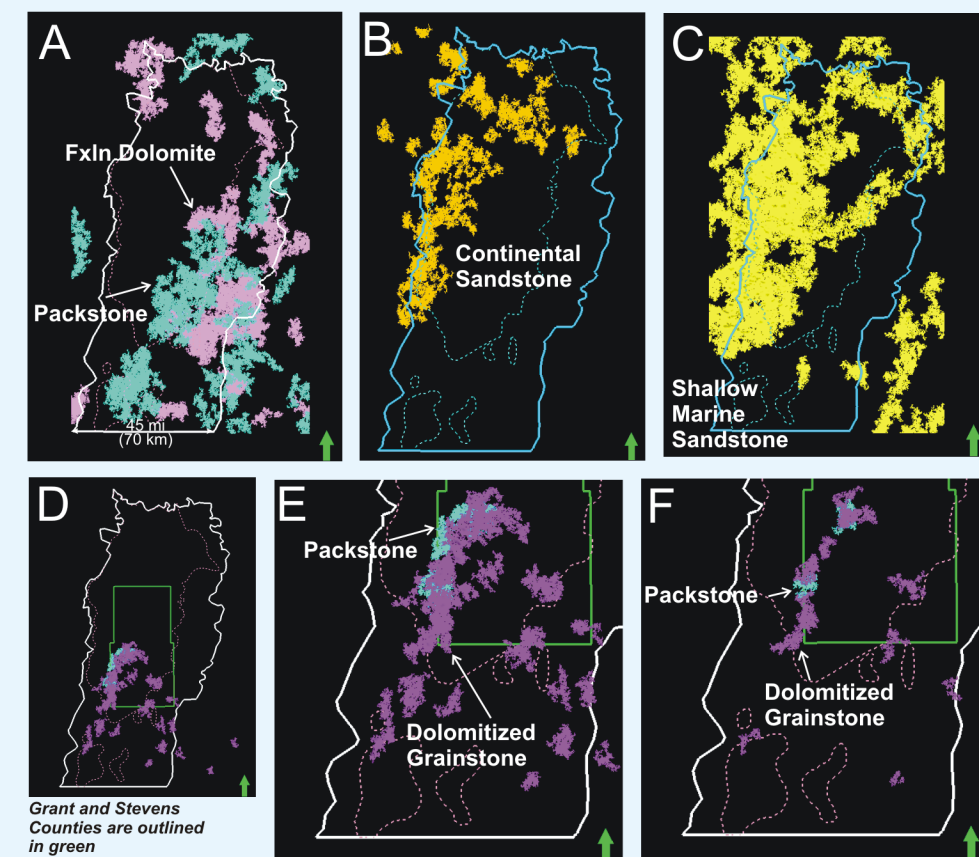 A
FxIn Dolomite
Packstone
45 mi
(70 km)
B
Continental
Sandstone
C
Shallow
Marine
Sandstone
D
Grant and Stevens
Counties are outlined
in green
E
Packstone
Dolomitized
Grainstone
F
Packstone
Dolomitized
Grainstone